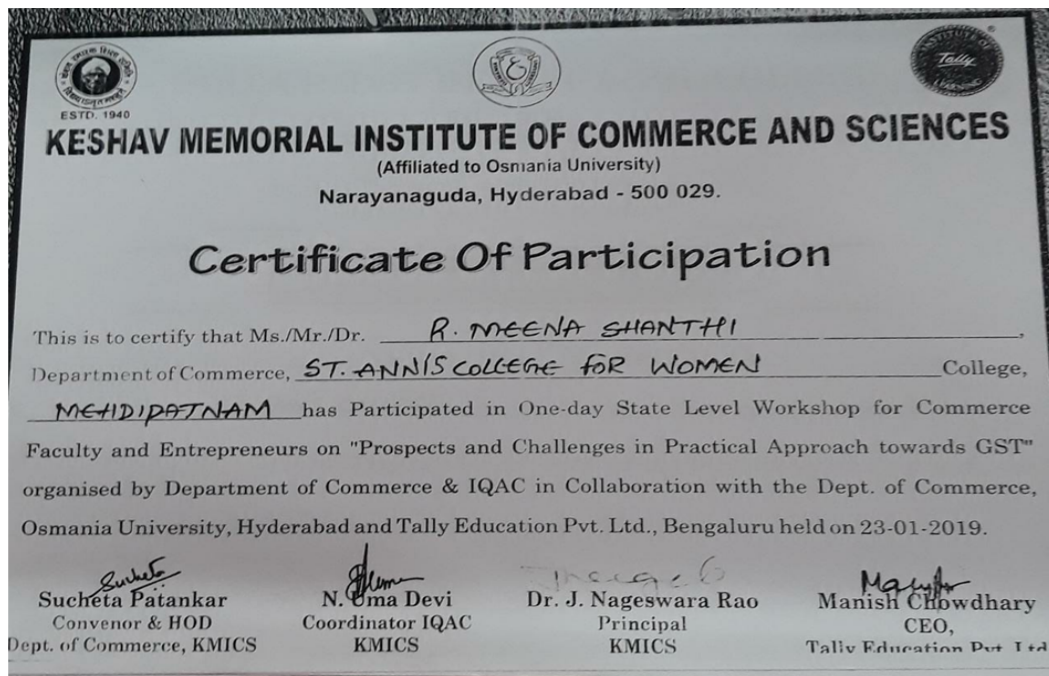 ESTD. 1940
Tally
KESHAV MEMORIAL INSTITUTE OF COMMERCE AND SCIENCES
(Affiliated to Osmania University)
Narayanaguda, Hyderabad - 500 029.
Certificate Of Participation
This is to certify that Ms./Mr./Dr. R. MEENA SHANTHI,
Department of Commerce, ST. ANN'S COLLEGE FOR WOMEN College,
MEHDIPATNAM has Participated in One-day State Level Workshop for Commerce
Faculty and Entrepreneurs on "Prospects and Challenges in Practical Approach towards GST"
organised by Department of Commerce & IQAC in Collaboration with the Dept. of Commerce,
Osmania University, Hyderabad and Tally Education Pvt. Ltd., Bengaluru held on 23-01-2019.
Sucheta
Sucheta Patankar N. Uma Devi Dr. J. Nageswara Rao Manish Chowdhary
Convenor & HOD Coordinator IQAC Principal CEO,
Dept. of Commerce, KMICS KMICS KMICS Tally Education Pvt. Ltd